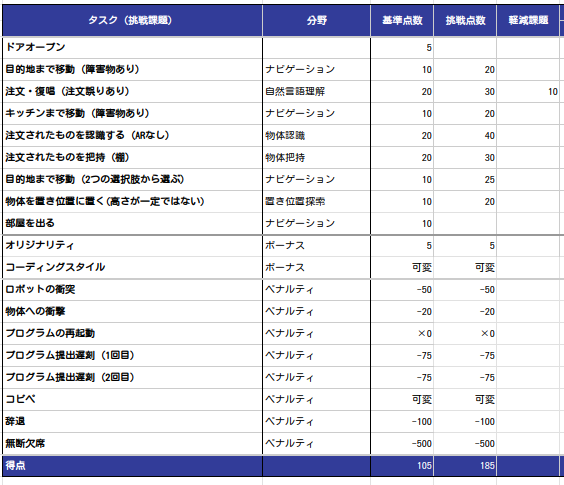 タスク（挑戦課題） 分野 基準点数 挑戦点数 軽減課題
ドアオープン 5
目的地まで移動（障害物あり） ナビゲーション 10 20
注文・復唱（注文誤りあり） 自然言語理解 20 30 10
キッチンまで移動（障害物あり） ナビゲーション 10 20
注文されたものを認識する（ARなし） 物体認識 20 40
注文されたものを把持（棚） 物体把持 20 30
目的地まで移動（2つの選択肢から選ぶ） ナビゲーション 10 25
物体を置き位置に置く(高さが一定ではない) 置き位置探索 10 20
部屋を出る ナビゲーション 10
オリジナリティ ボーナス 5 5
コーディングスタイル ボーナス 可変 可変
ロボットの衝突 ペナルティ -50 -50
物体への衝撃 ペナルティ -20 -20
プログラムの再起動 ペナルティ ×0 ×0
プログラム提出遅刻（1回目） ペナルティ -75 -75
プログラム提出遅刻（2回目） ペナルティ -75 -75
コピペ ペナルティ 可変 可変
辞退 ペナルティ -100 -100
無断欠席 ペナルティ -500 -500
得点 105 185